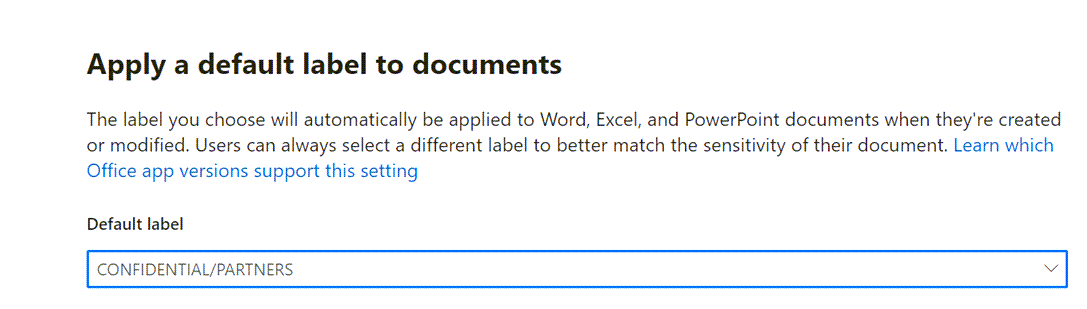 Apply a default label to documents
The label you choose will automatically be applied to Word, Excel, and PowerPoint documents when they're created
or modified. Users can always select a different label to better match the sensitivity of their document. Learn which
Office app versions support this setting
Default label
CONFIDENTIAL/PARTNERS